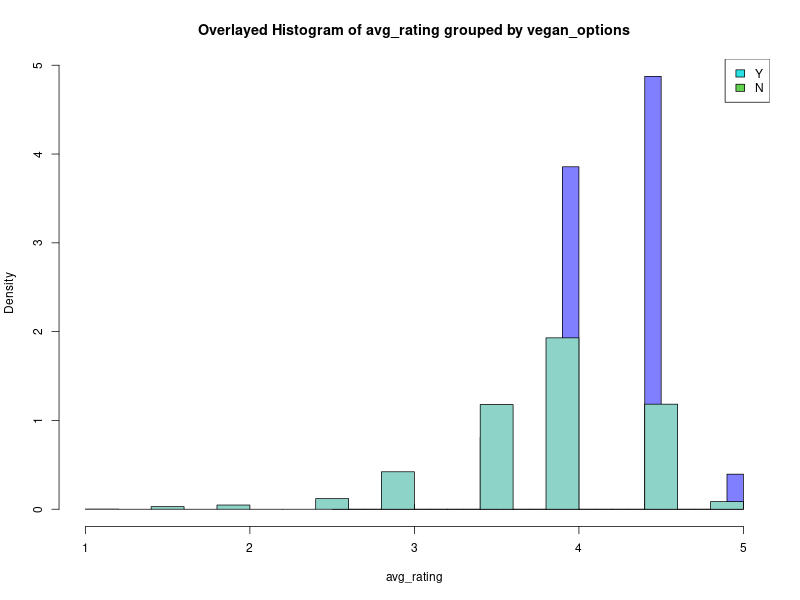 Overlayed Histogram of avg_rating grouped by vegan_options
Y
N
Density
5
4
3
2
1
0
1 2 3 4 5
avg_rating